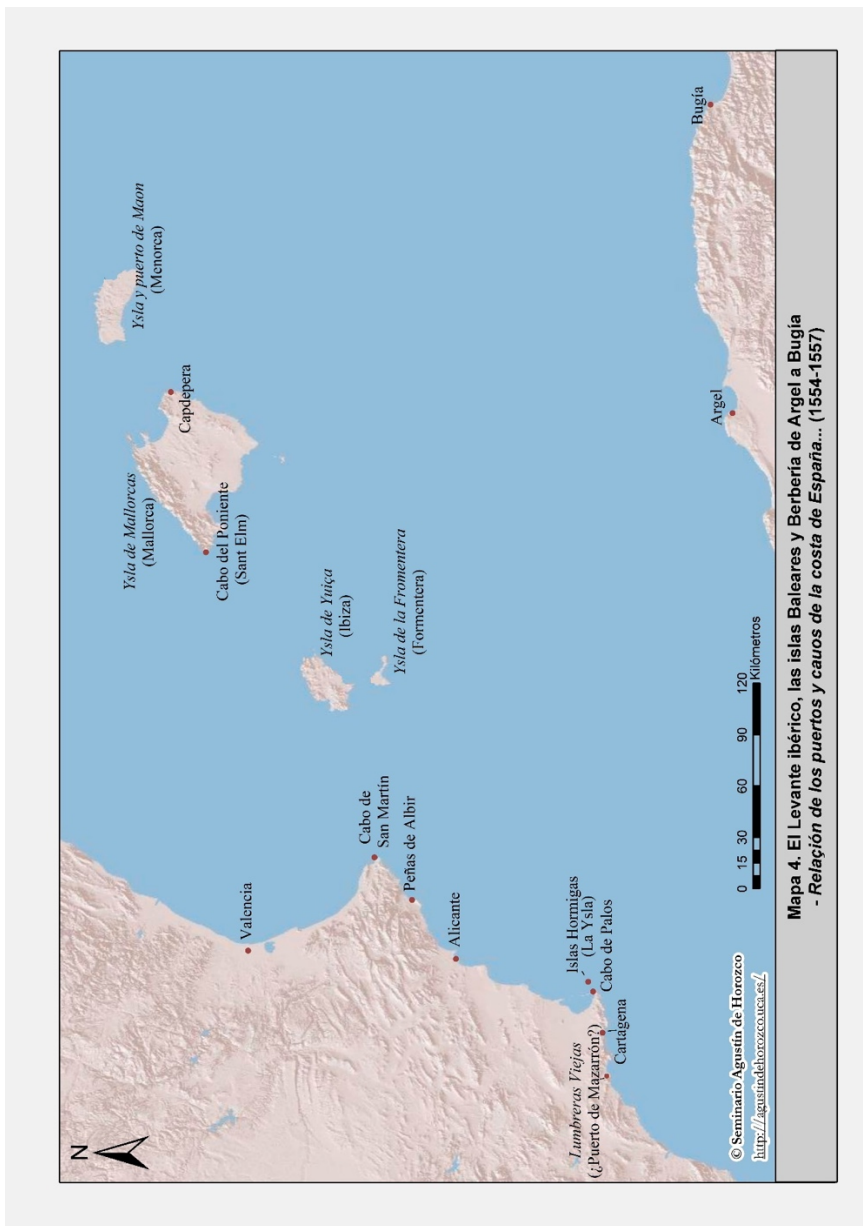 N
Valencia
Cabo de
San Martín
Peñas de Albir
Alicante
Islas Hormigas
(La Ysla)
Cabo de Palos
Cartagena
Lumbreras Viejas
(¿Puerto de Mazarrón?)
Ysla de Mallorcas
(Mallorca)
Capdepera
Cabo del Poniente
(Sant Elm)
Ysla y puerto de Maon
(Menorca)
Ysla de Yuiça
(Ibiza)
Ysla de la Fromentera
(Formentera)
Argel
Bugía
0 15 30 60 90 120
Kilómetros
© Seminario Agustín de Horozco
http://agustindehorozco.uca.es/
Mapa 4. El Levante ibérico, las islas Baleares y Berbería de Argel a Bugía
- Relaçión de los puertos y cauos de la costa de España... (1554-1557)